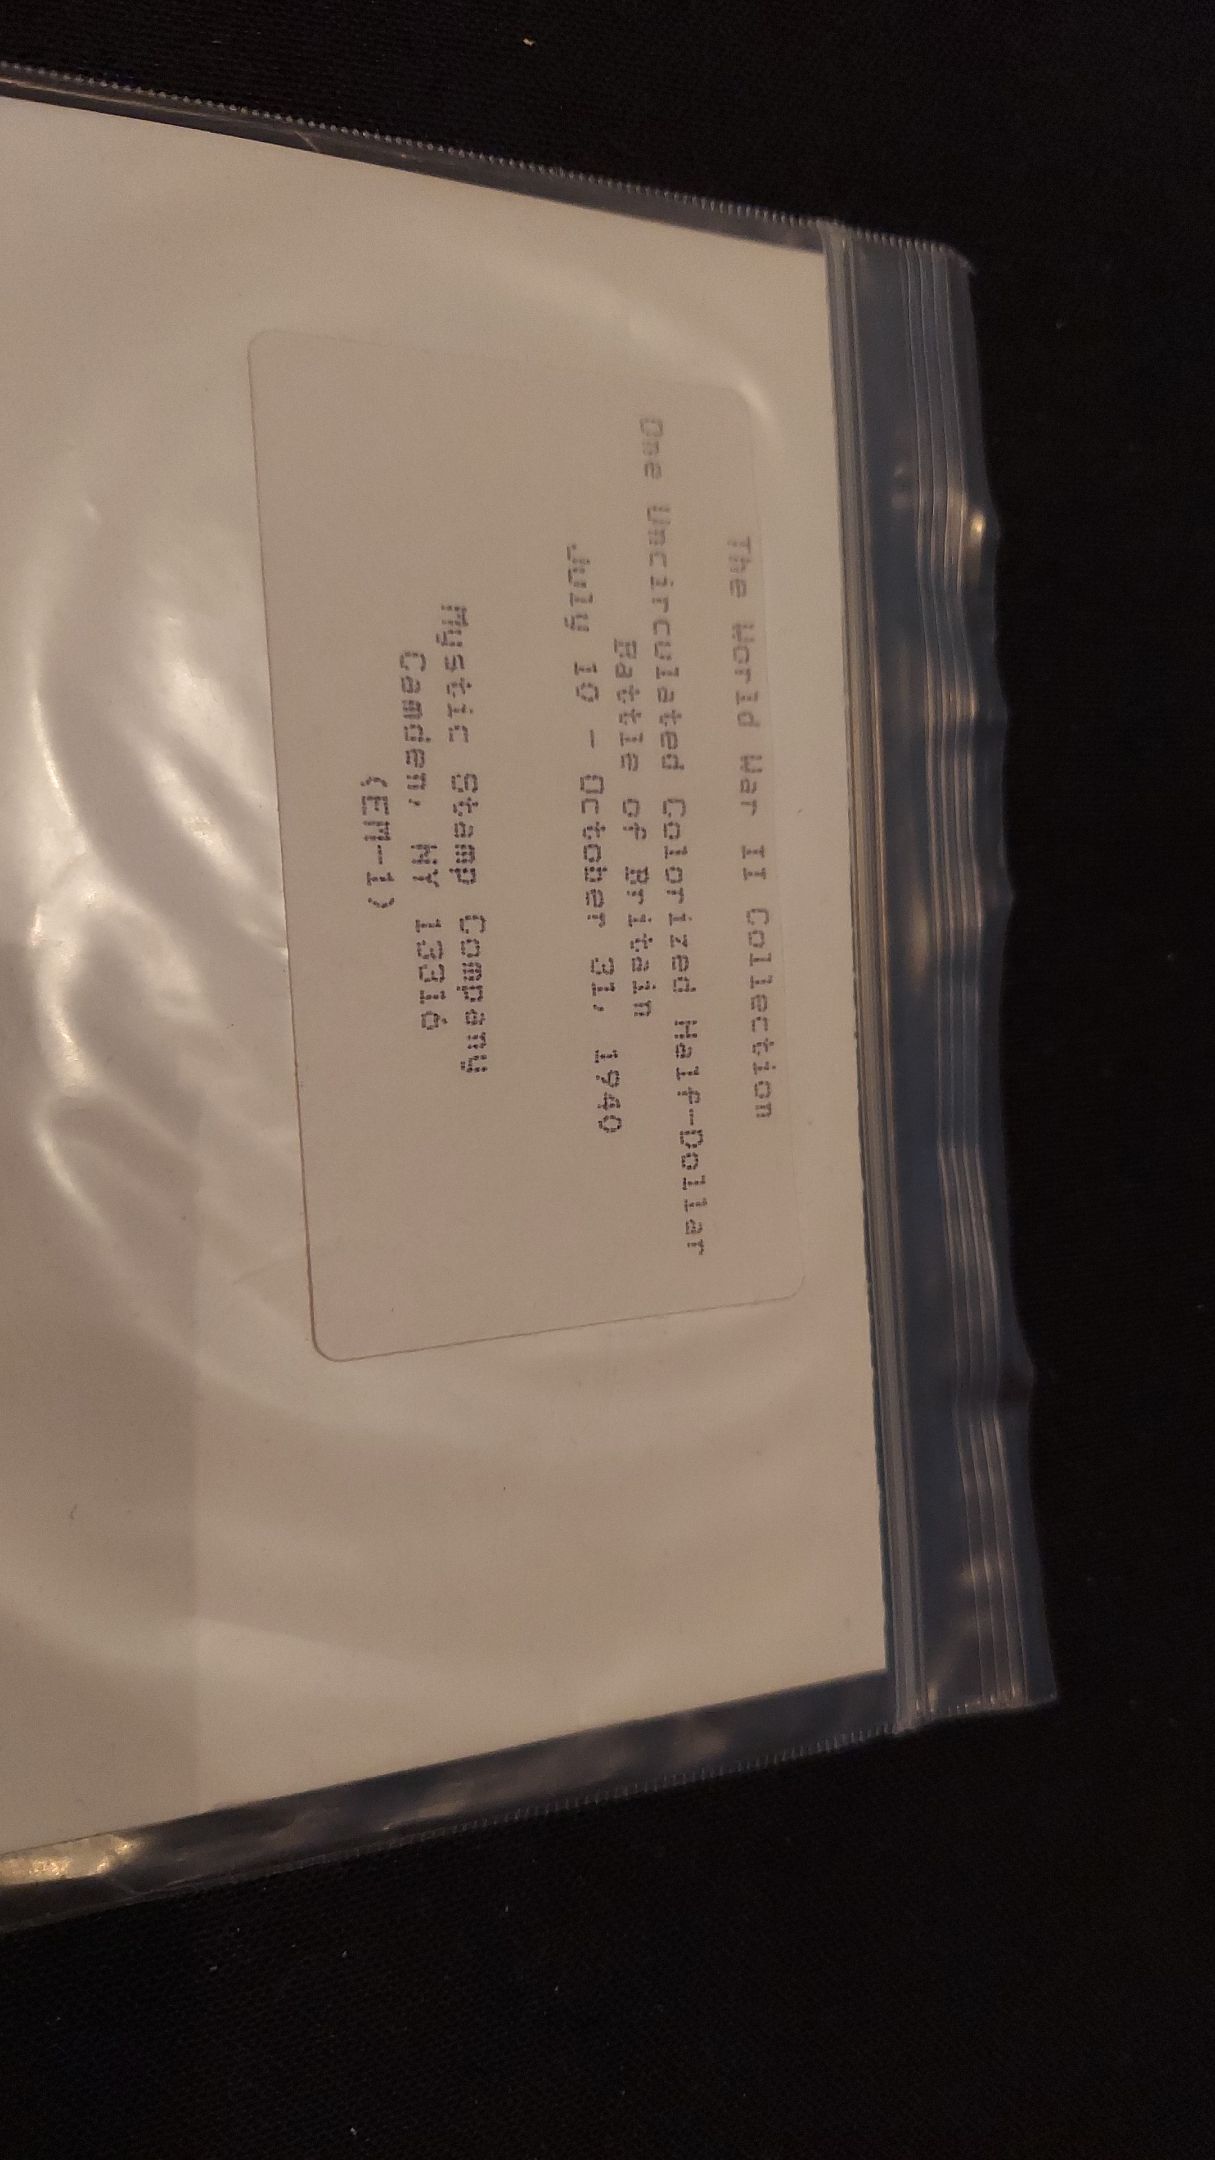 The World War II Collection
One Uncirculated Colorized Half-Dollar
Battle of Britain
July 10 - October 31, 1940
Mystic Stamp Company
Camden, NY 13316
(EM-1)